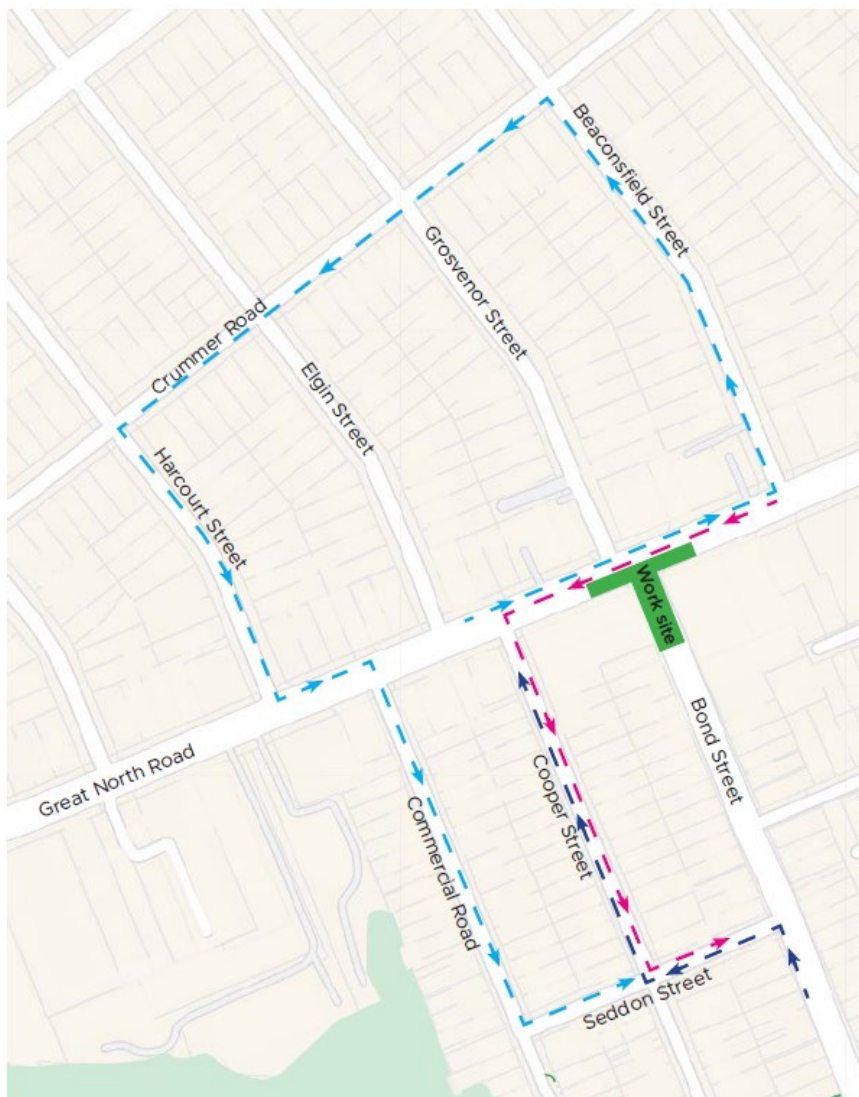 Beaconsfield Street
Grosvenor Street
Crummer Road
Elgin Street
Harcourt Street
Work site
Bond Street
Great North Road
Cooper Street
Commercial Road
Seddon Street